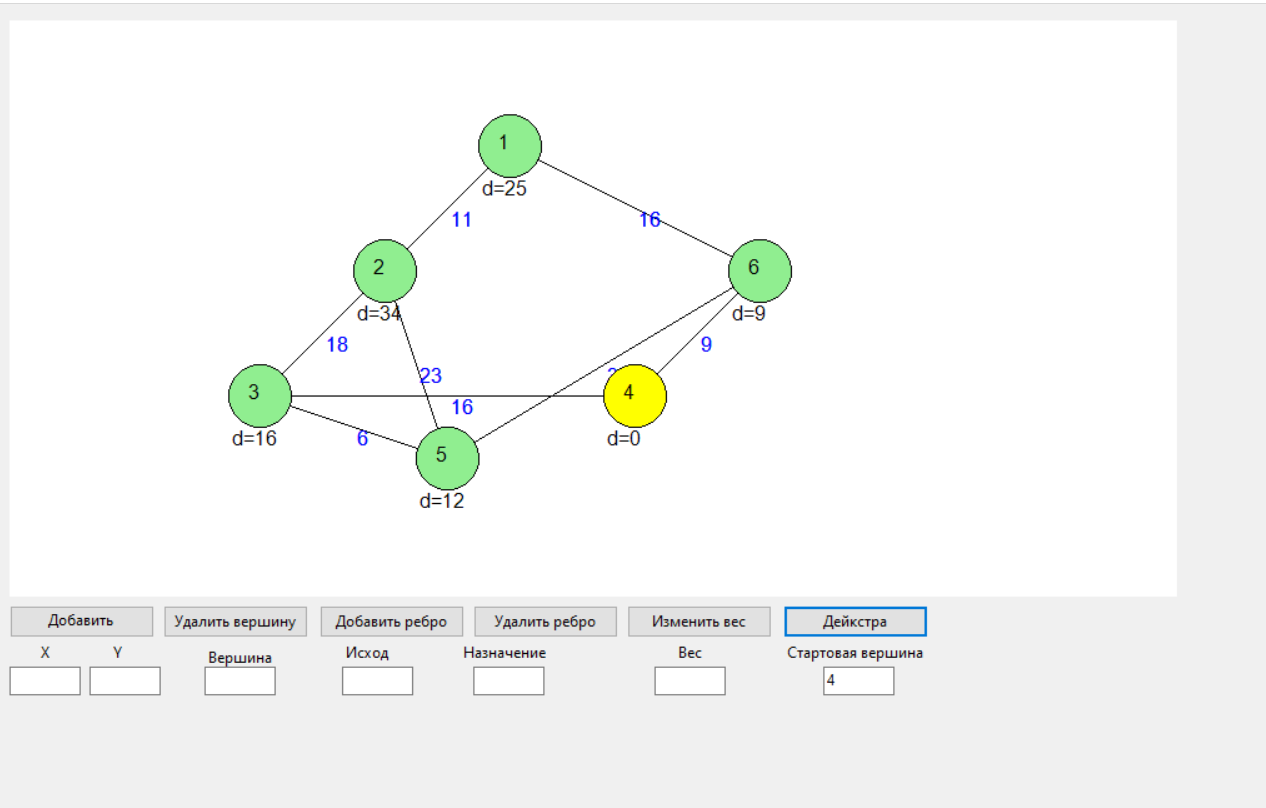 1
d=25
11
16
2
6
d=34
d=9
18
9
23
3
4
16
d=16
6
d=0
5
d=12
Добавить
Удалить вершину
Добавить ребро
Удалить ребро
Изменить вес
Дейкстра
X
Y
Вершина
Исход
Назначение
Вес
Стартовая вершина
4